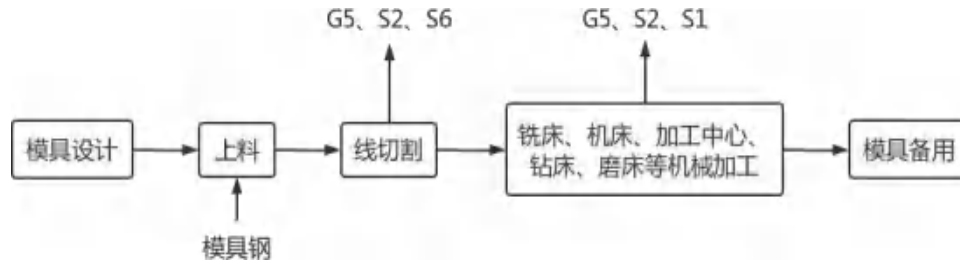 G5、S2、S6
G5、S2、S1
模具设计
上料
线切割
铣床、机床、加工中心、
钻床、磨床等机械加工
模具备用
模具钢